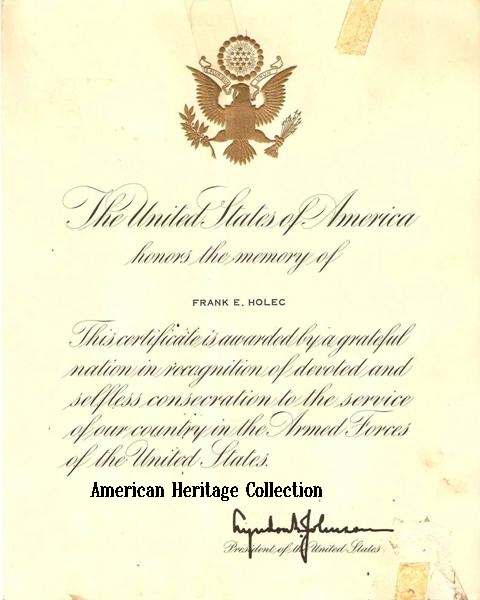 The United States of America
honors the memory of
FRANK E. HOLEC
This certificate is awarded by a grateful
nation in recognition of devoted and
selfless consecration to the service
of our country in the Armed Forces
of the United States.
American Heritage Collection
Lyndon B. Johnson
President of the United States